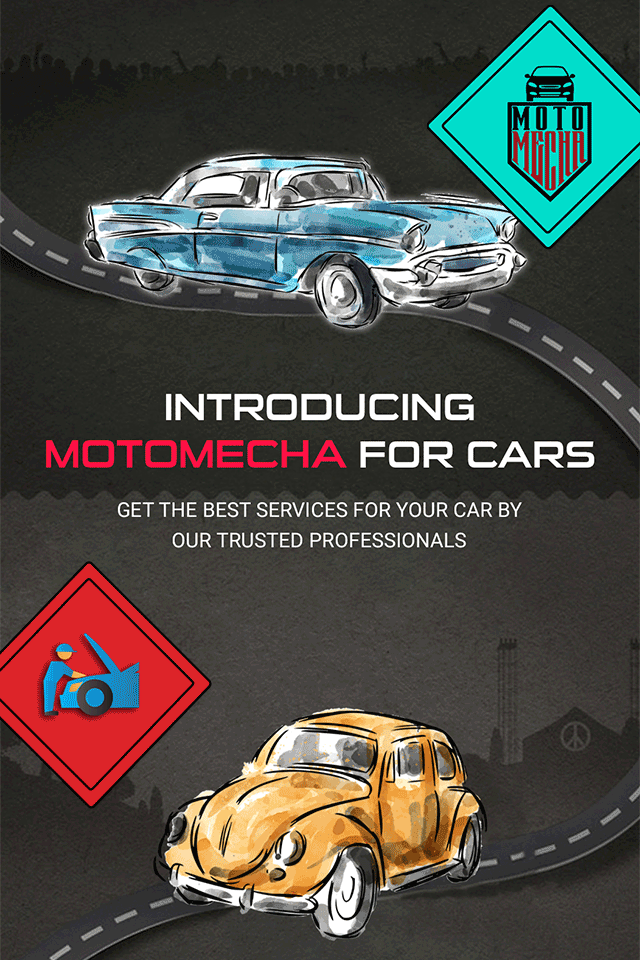 MOTO
MECHA
INTRODUCING
MOTOMECHA FOR CARS
GET THE BEST SERVICES FOR YOUR CAR BY
OUR TRUSTED PROFESSIONALS